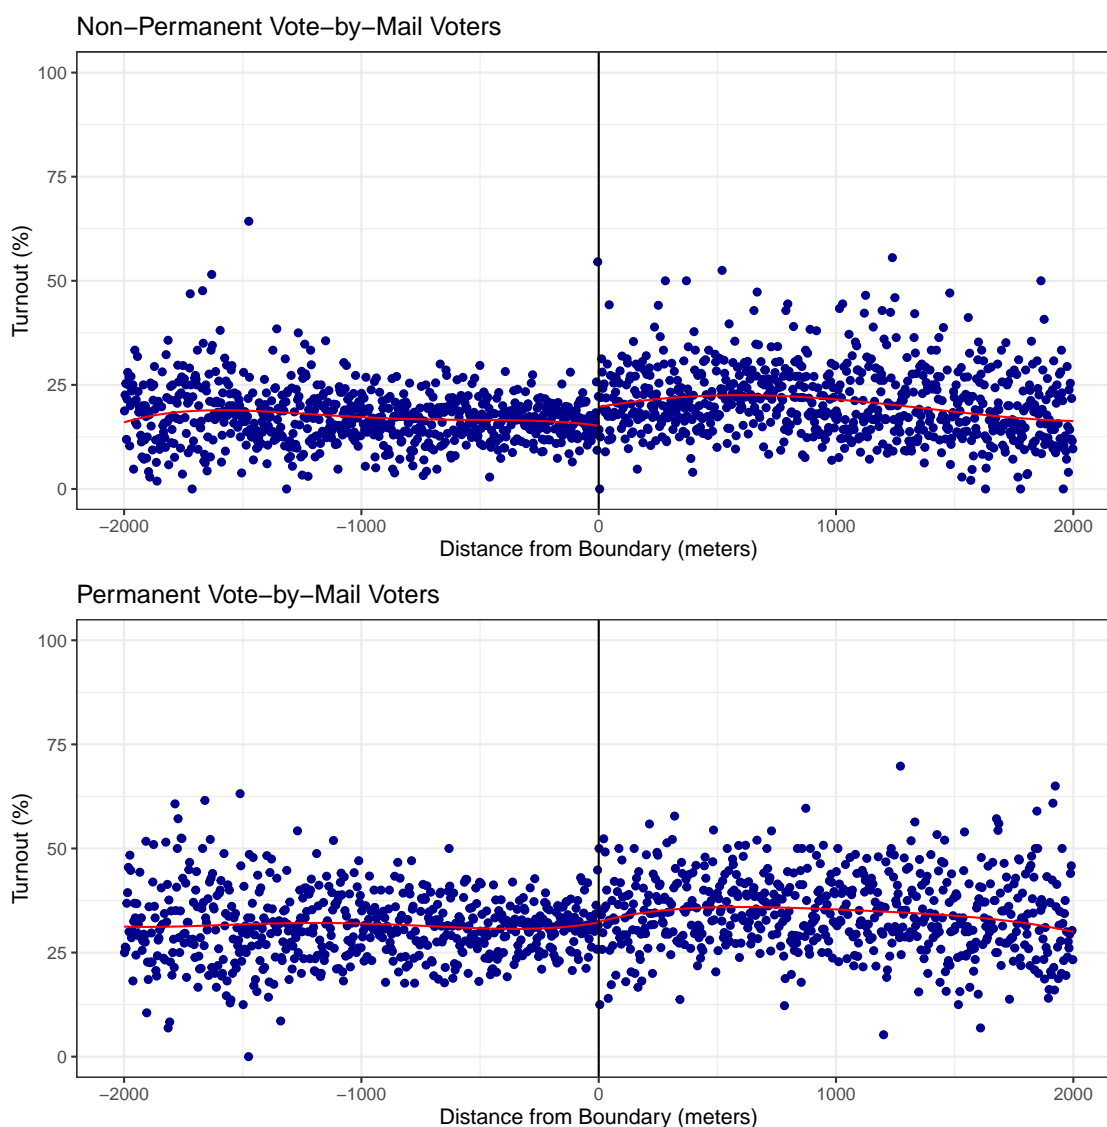 Non−Permanent Vote−by−Mail Voters
100
75
50
25
0
Turnout (%)
−2000 −1000 0 1000 2000
Distance from Boundary (meters)
Permanent Vote−by−Mail Voters
100
75
50
25
0
Turnout (%)
−2000 −1000 0 1000 2000
Distance from Boundary (meters)